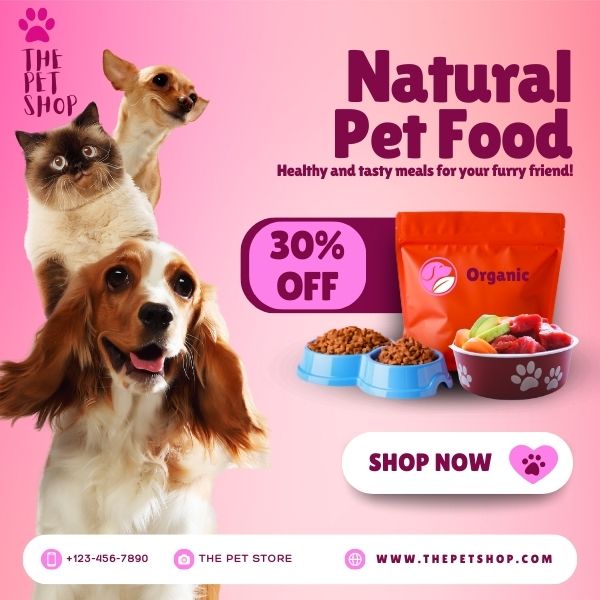 THE
PET
SHOP
Natural
Pet Food
Healthy and tasty meals for your furry friend!
30%
OFF
Organic
SHOP NOW
+123-456-7890
THE PET STORE
WWW.THEPETSHOP.COM